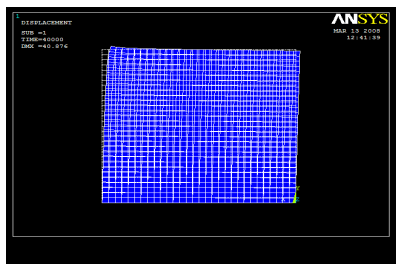 1
DISPLACEMENT
SUB =1
TIME=40000
DMX =40.876
ANSYS
MAR 13 2008
12:41:39